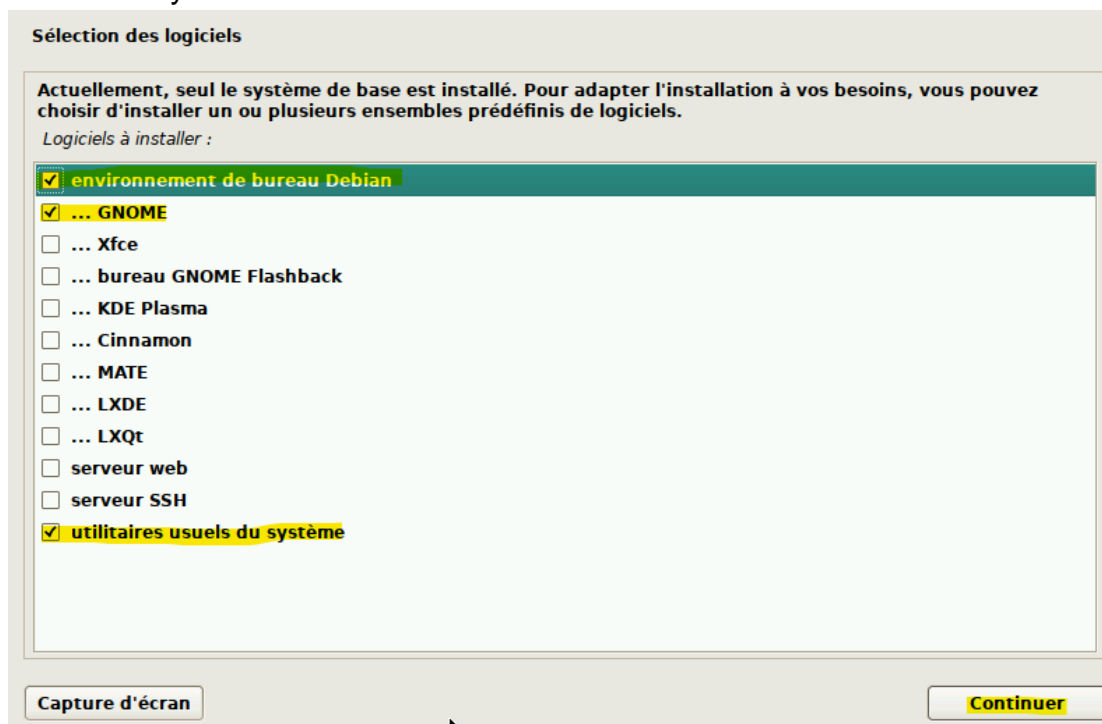 Sélection des logiciels
Actuellement, seul le système de base est installé. Pour adapter l'installation à vos besoins, vous pouvez
choisir d'installer un ou plusieurs ensembles prédéfinis de logiciels.
Logiciels à installer :
environnement de bureau Debian
... GNOME
... Xfce
... bureau GNOME Flashback
... KDE Plasma
... Cinnamon
... MATE
... LXDE
... LXQt
serveur web
serveur SSH
utilitaires usuels du système
Capture d'écran
Continuer